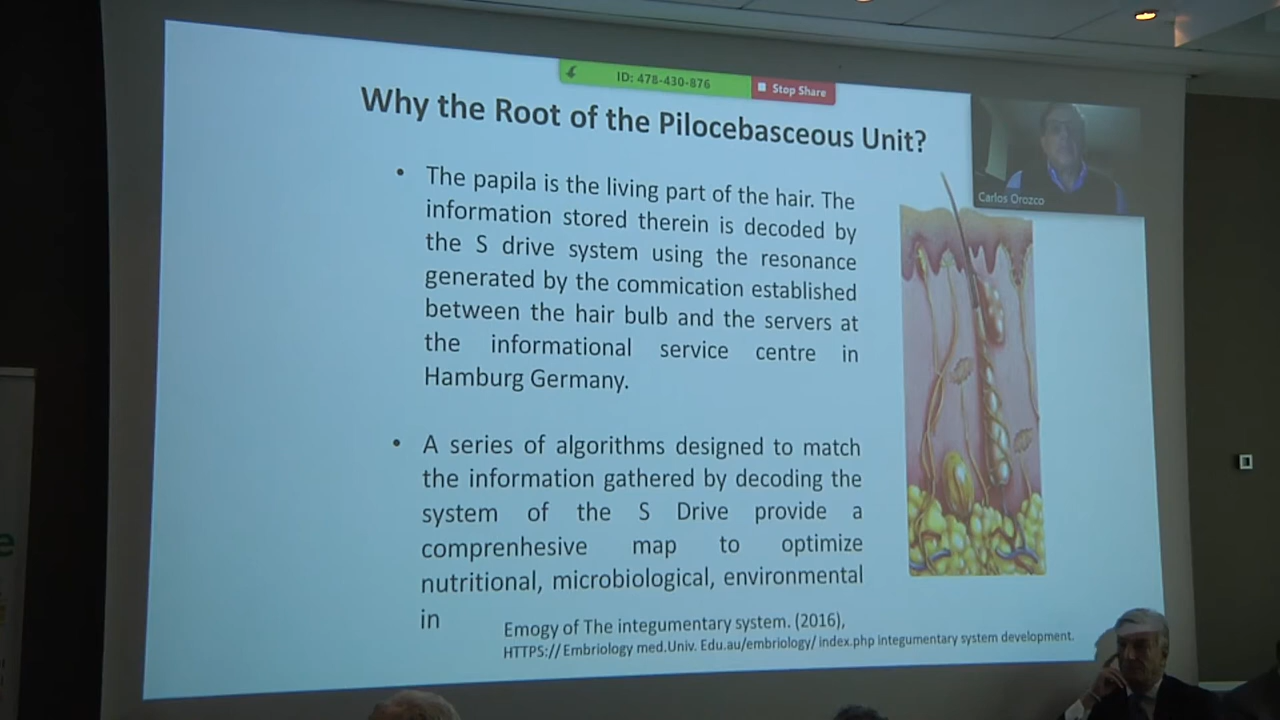 ID: 478-430-876
Stop Share
Why the Root of the Pilocebasceous Unit?
Carlos Orozco
• The papila is the living part of the hair. The
information stored therein is decoded by
the S drive system using the resonance
generated by the commication established
between the hair bulb and the servers at
the informational service centre in
Hamburg Germany.
• A series of algorithms designed to match
the information gathered by decoding the
system of the S Drive provide a
comprenhesive map to optimize
nutritional, microbiological, environmental
in
Emogy of The integumentary system. (2016),
HTTPS:// Embriology med.Univ. Edu.au/embriology/ index.php integumentary system development.
e